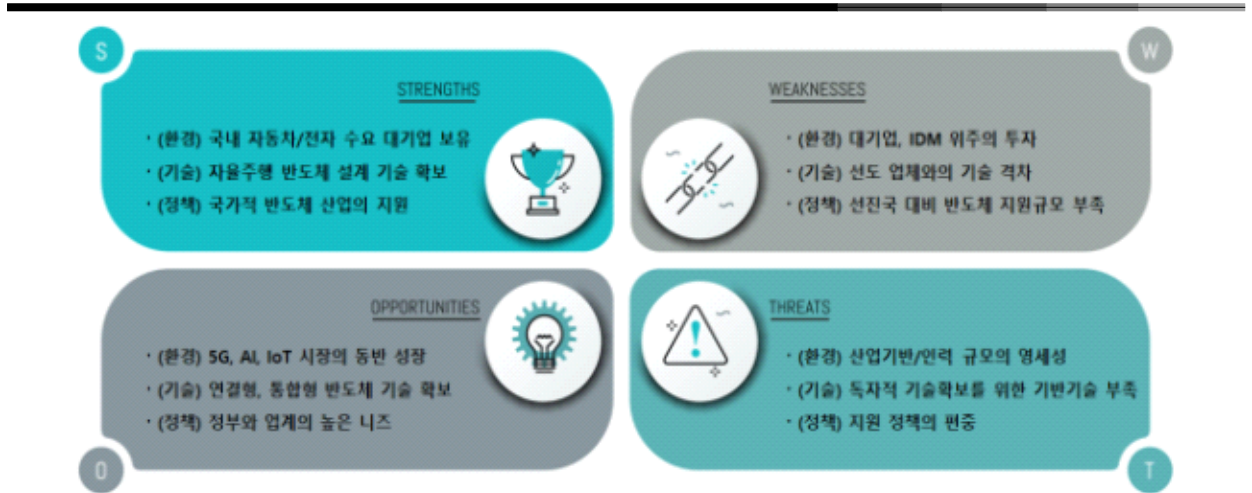 S
STRENGTHS
· (환경) 국내 자동차/전자 수요 대기업 보유
· (기술) 자율주행 반도체 설계 기술 확보
· (정책) 국가적 반도체 산업의 지원
W
WEAKNESSES
· (환경) 대기업, IDM 위주의 투자
· (기술) 선도 업체와의 기술 격차
· (정책) 선진국 대비 반도체 지원규모 부족
OPPORTUNITIES
· (환경) 5G, AI, IoT 시장의 동반 성장
· (기술) 연결형, 통합형 반도체 기술 확보
· (정책) 정부와 업계의 높은 니즈
O
THREATS
· (환경) 산업기반/인력 규모의 영세성
· (기술) 독자적 기술확보를 위한 기반기술 부족
· (정책) 지원 정책의 편중
T